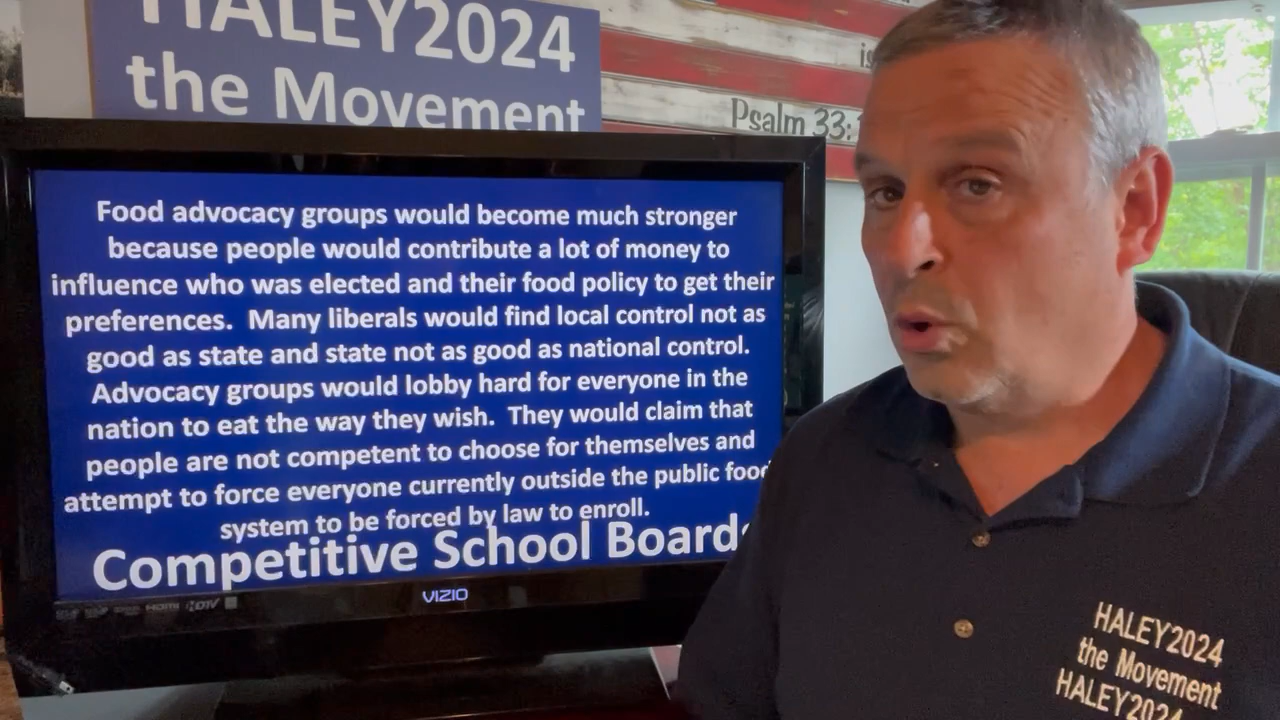 HALEY2024
the Movement
is
Psalm 33:
Food advocacy groups would become much stronger
because people would contribute a lot of money to
influence who was elected and their food policy to get their
preferences. Many liberals would find local control not as
good as state and state not as good as national control.
Advocacy groups would lobby hard for everyone in the
nation to eat the way they wish. They would claim that
people are not competent to choose for themselves and
attempt to force everyone currently outside the public food
system to be forced by law to enroll.
Competitive School Boards
HDMI HDTV
VIZIO
HALEY2024
the Movement
HALEY2024